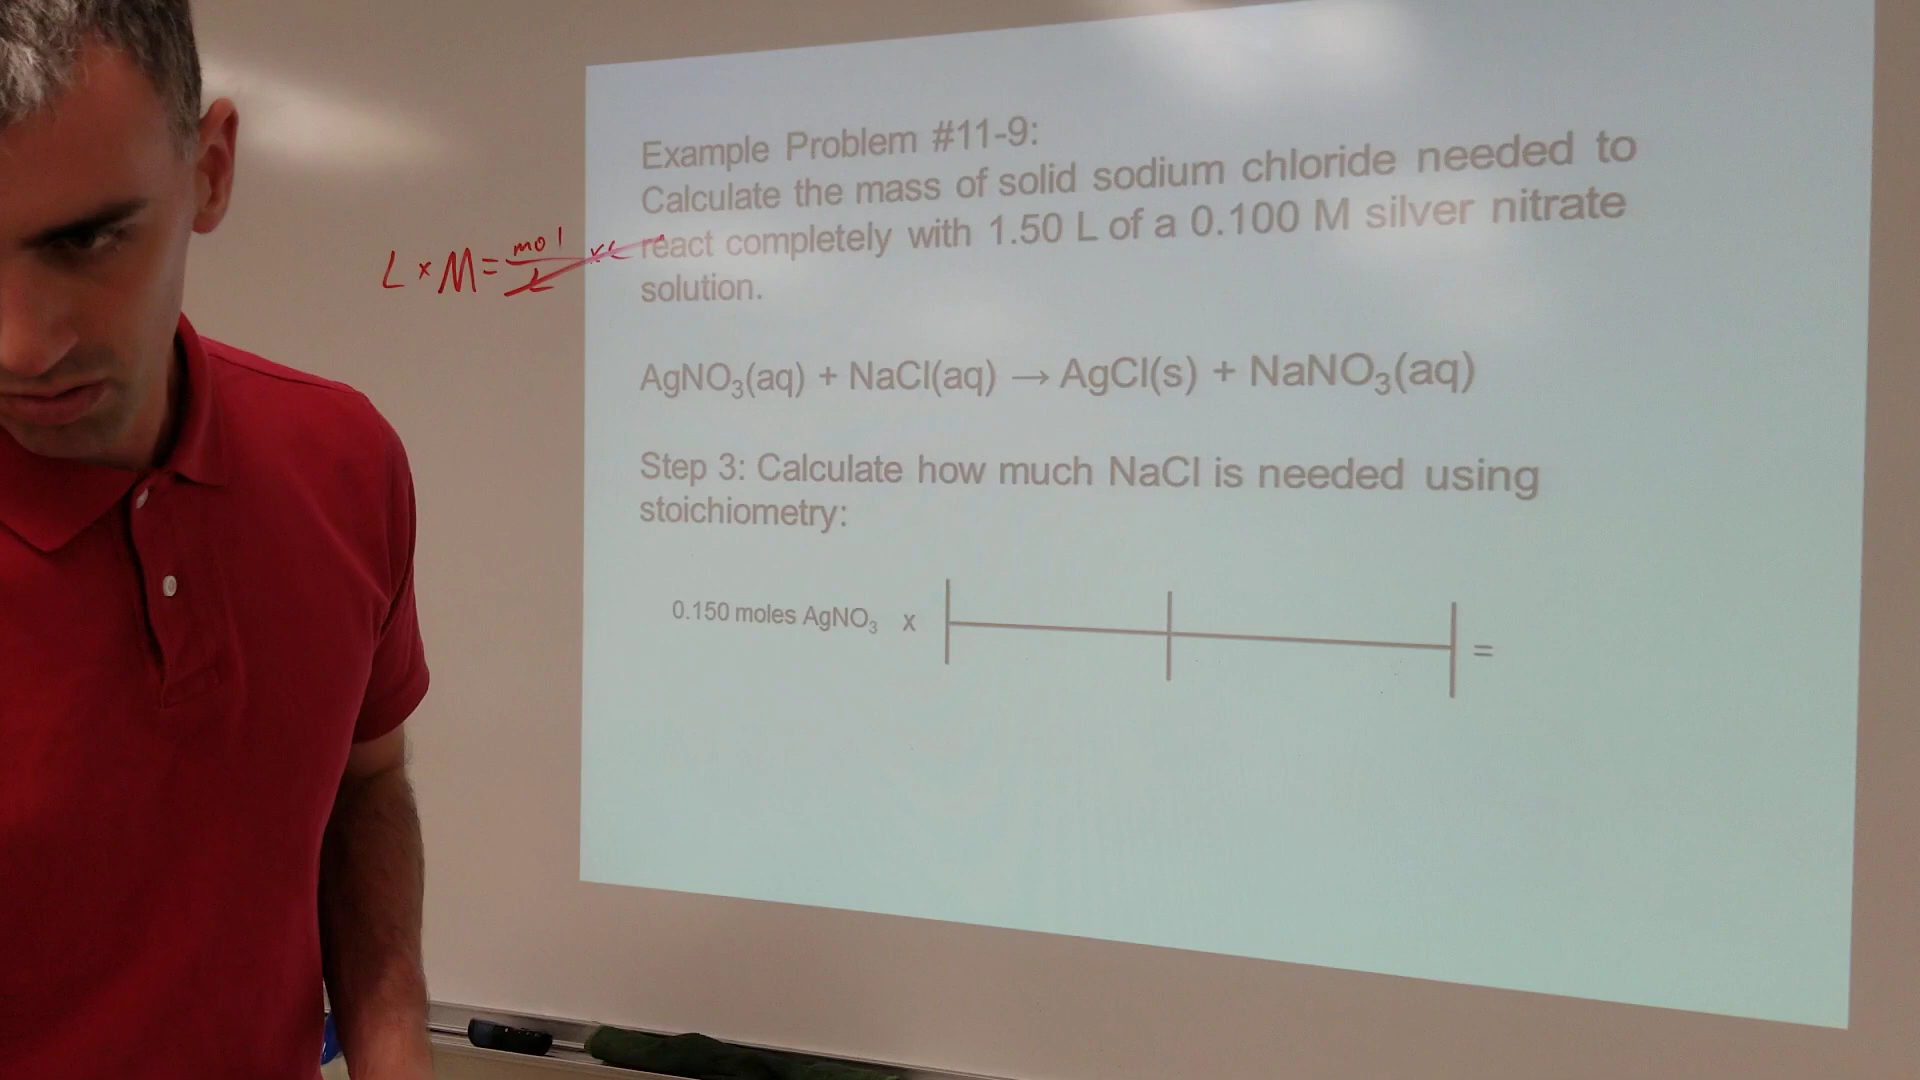 Example Problem #11-9:
Calculate the mass of solid sodium chloride needed to
react completely with 1.50 L of a 0.100 M silver nitrate
solution.
L × M = mol / L × L
AgNO₃(aq) + NaCl(aq) → AgCl(s) + NaNO₃(aq)
Step 3: Calculate how much NaCl is needed using
stoichiometry:
0.150 moles AgNO₃ x =